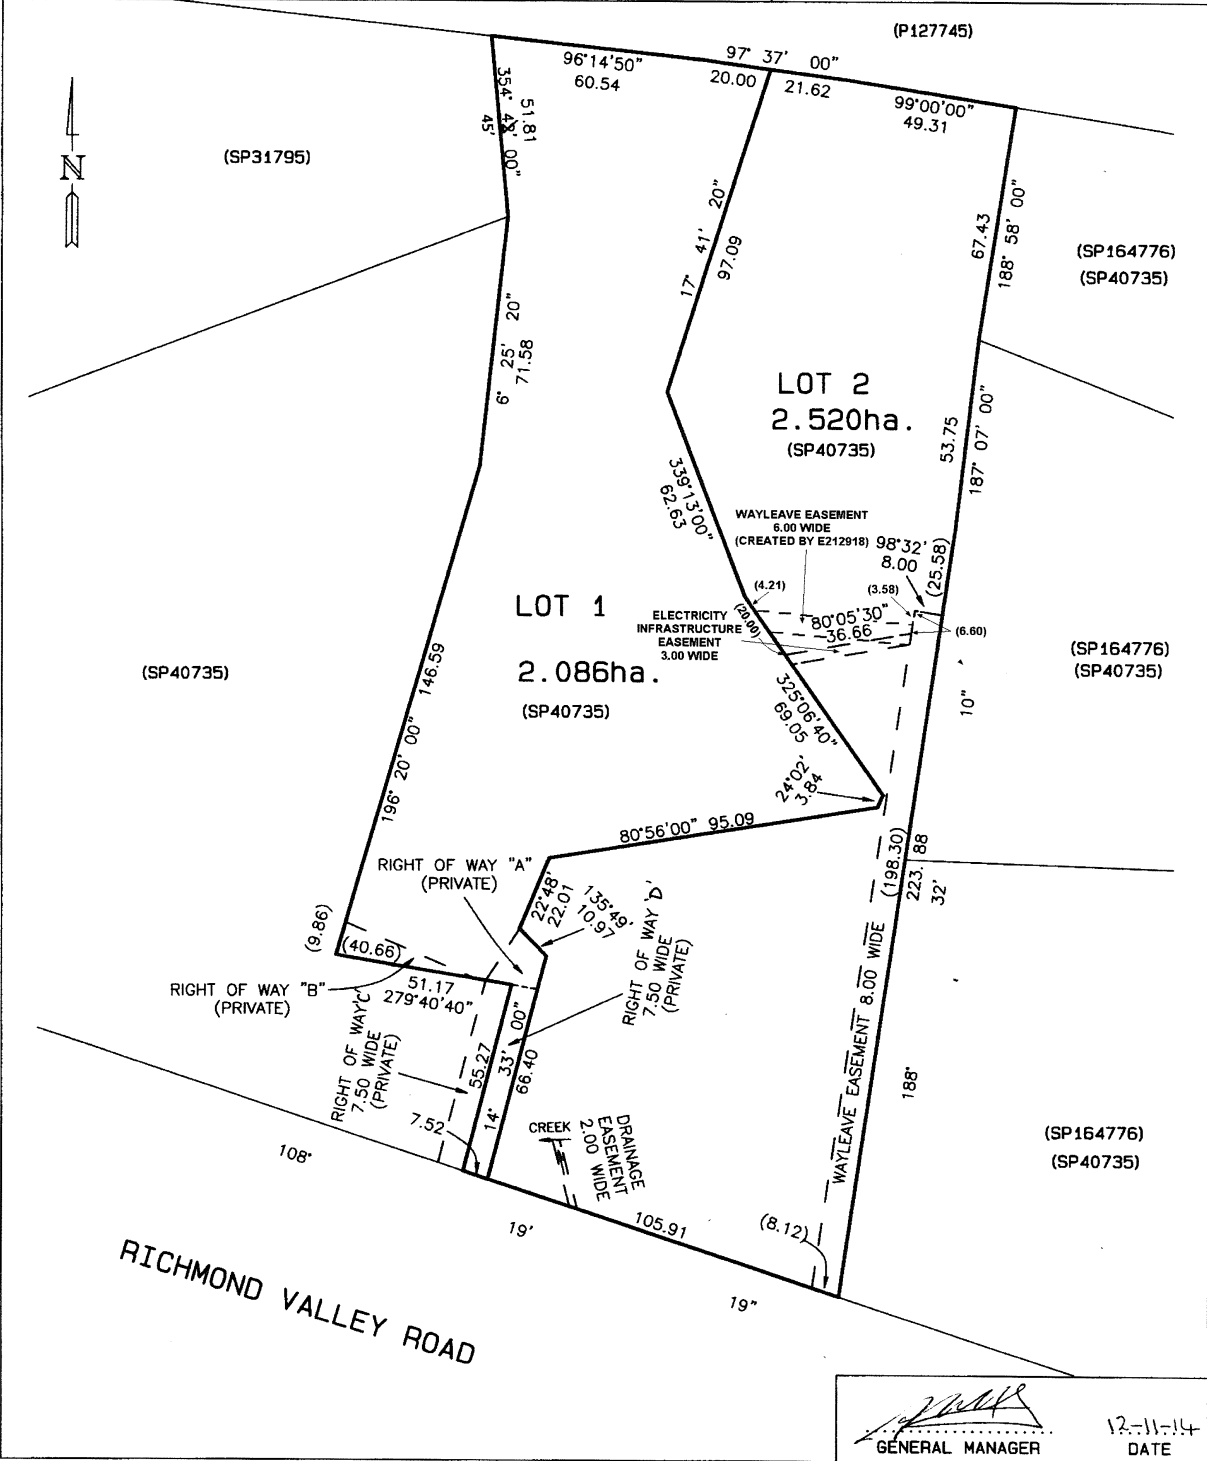 (P127745)
96°14'50"
60.54
97° 37' 00"
20.00
21.62
99°00'00"
49.31
354° 00"
45'
51.81
N
(SP31795)
17° 41' 20"
97.09
67.43
188° 58' 00"
(SP164776)
(SP40735)
6° 25' 20"
71.58
LOT 2
2.520ha.
(SP40735)
53.75
187° 07' 00"
339°13'00"
62.63
WAYLEAVE EASEMENT
6.00 WIDE
(CREATED BY E212918)
98°32'
8.00
(25.58)
(4.21)
(3.58)
(20.00)
80°05'30"
36.66
(6.60)
LOT 1
2.086ha.
(SP40735)
ELECTRICITY
INFRASTRUCTURE
EASEMENT
3.00 WIDE
(SP164776)
(SP40735)
(SP40735)
146.59
196° 20' 00"
325°06'40"
69.05
10"
24°02'
3.84
80°56'00" 95.09
(198.30)
223.88
32'
RIGHT OF WAY "A"
(PRIVATE)
22°48'
22.01
135°49'
10.97
RIGHT OF WAY 'D'
7.50 WIDE
(PRIVATE)
(9.86)
(40.66)
51.17
279°40'40"
RIGHT OF WAY "B"
(PRIVATE)
RIGHT OF WAY'C'
7.50 WIDE
(PRIVATE)
55.27
14° 33' 00"
66.40
WAYLEAVE EASEMENT 8.00 WIDE
188°
7.52
CREEK
DRAINAGE
EASEMENT
2.00 WIDE
(SP164776)
(SP40735)
108°
19'
105.91
(8.12)
19"
RICHMOND VALLEY ROAD
GENERAL MANAGER
12-11-14
DATE